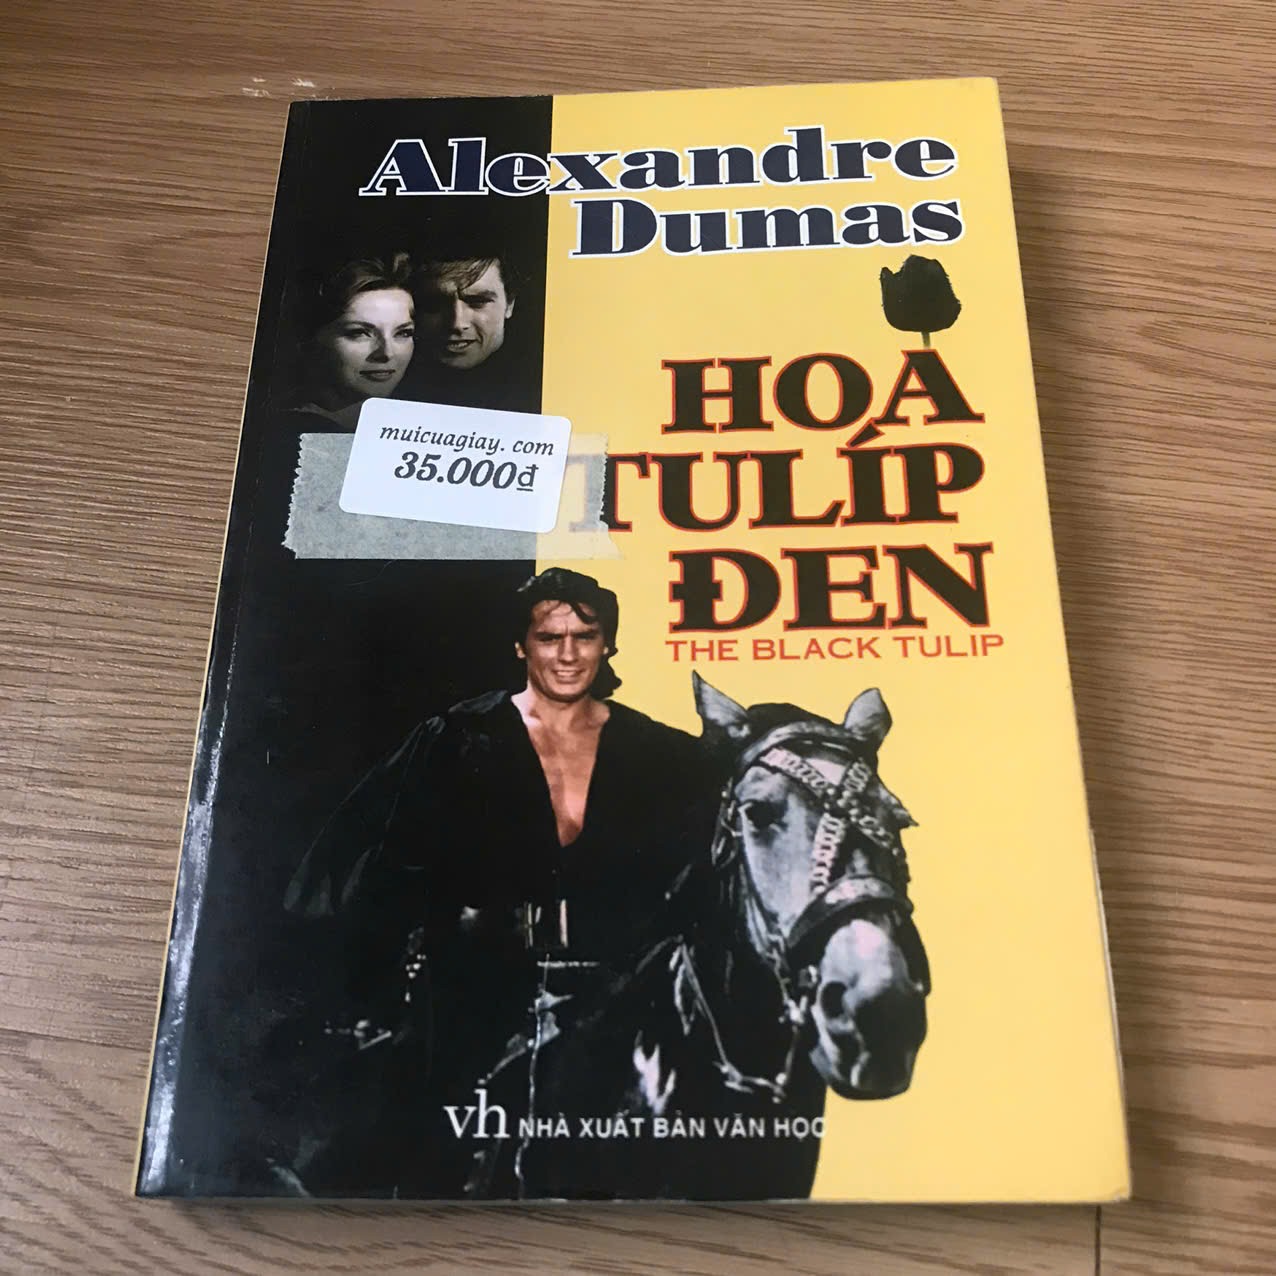 Alexandre
Dumas
HOA
TULÍP
ĐEN
THE BLACK TULIP
muicuagiay. com
35.000đ
vh NHÀ XUẤT BẢN VĂN HỌC